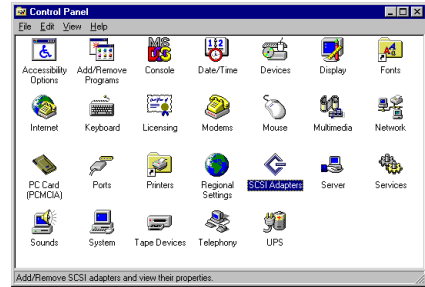 Control Panel
File Edit View Help
Accessibility Options
Add/Remove Programs
Console
Date/Time
Devices
Display
Fonts
Internet
Keyboard
Licensing
Modems
Mouse
Multimedia
Network
PC Card (PCMCIA)
Ports
Printers
Regional Settings
SCSI Adapters
Server
Services
Sounds
System
Tape Devices
Telephony
UPS
Add/Remove SCSI adapters and view their properties.